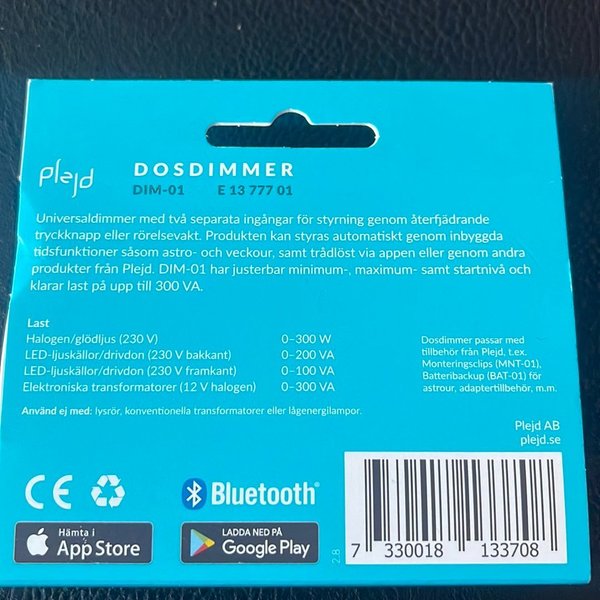 plejd
DOSDIMMER
DIM-01 E 13 777 01
Universaldimmer med två separata ingångar för styrning genom återfjädrande
tryckknapp eller rörelsevakt. Produkten kan styras automatiskt genom inbyggda
tidsfunktioner såsom astro- och veckour, samt trådlöst via appen eller genom andra
produkter från Plejd. DIM-01 har justerbar minimum-, maximum- samt startnivå och
klarar last på upp till 300 VA.
Last
Halogen/glödljus (230 V) 0–300 W
LED-ljuskällor/drivdon (230 V bakkant) 0–200 VA
LED-ljuskällor/drivdon (230 V framkant) 0–100 VA
Elektroniska transformatorer (12 V halogen) 0–300 VA
Använd ej med: lysrör, konventionella transformatorer eller lågenergilampor.
Dosdimmer passar med
tillbehör från Plejd, t.ex.
Monteringsclips (MNT-01),
Batteribackup (BAT-01) för
astrour, adaptertillbehör, m.m.
Plejd AB
plejd.se
CE
Bluetooth®
Hämta i
App Store
LADDA NED PÅ
Google Play
2.8
7 330018 133708